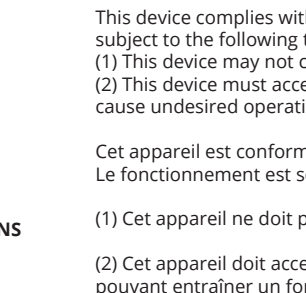 This device complies wit
subject to the following
(1) This device may not
(2) This device must acce
cause undesired operati
Cet appareil est conform
Le fonctionnement est s
NS
(1) Cet appareil ne doit p
(2) Cet appareil doit acce
pouvant entraîner un fo